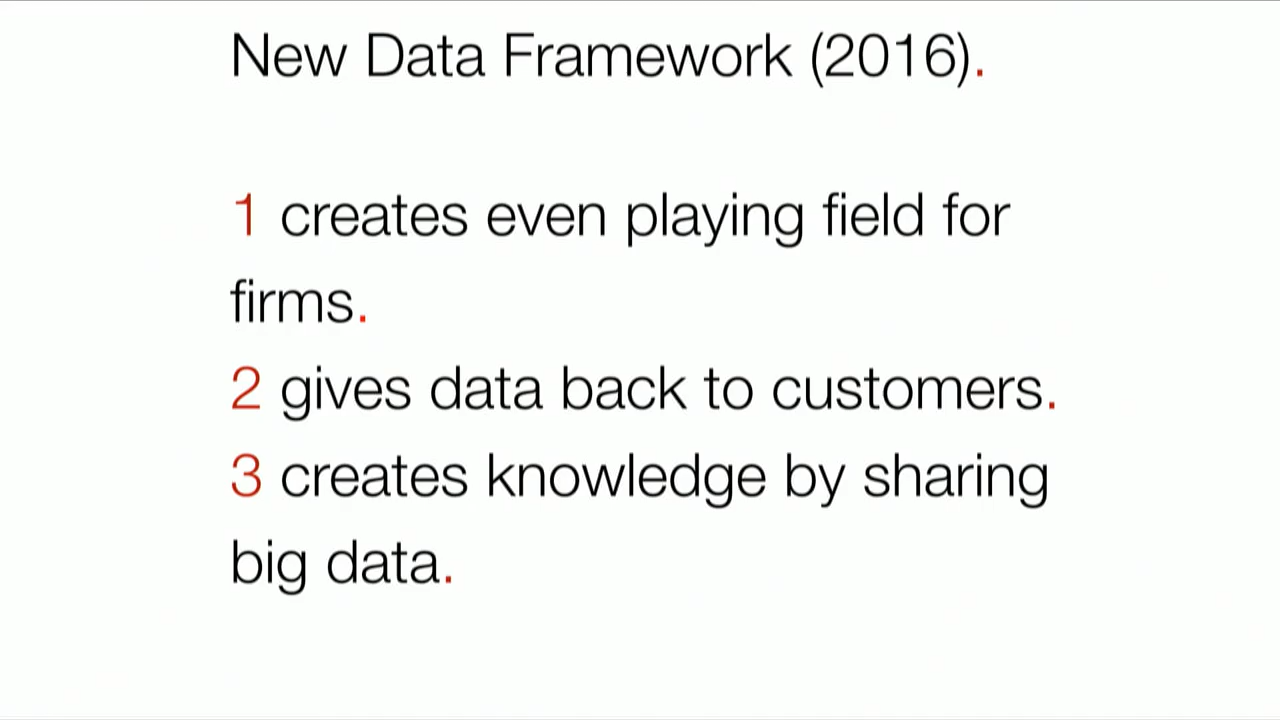 New Data Framework (2016).
1 creates even playing field for
firms.
2 gives data back to customers.
3 creates knowledge by sharing
big data.